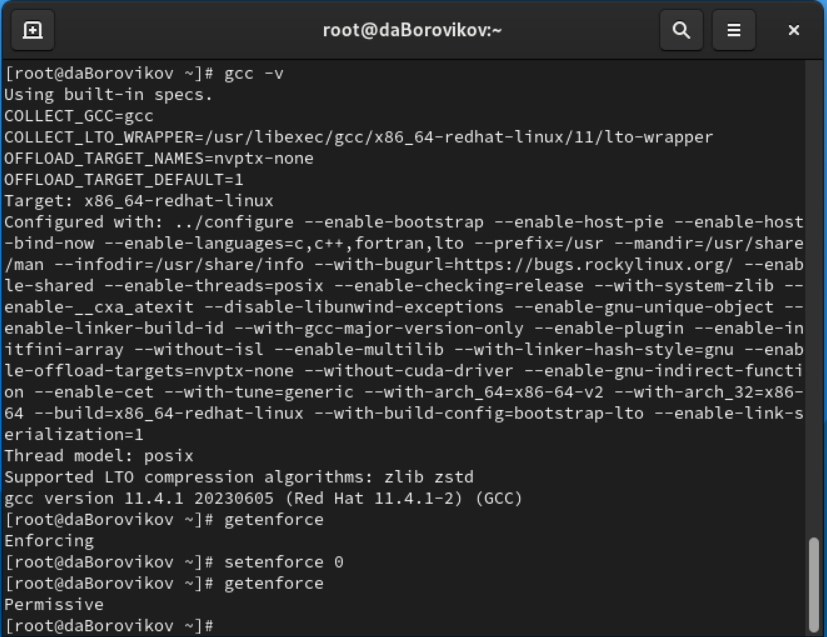 root@daBorovikov:~
[root@daBorovikov ~]# gcc -v
Using built-in specs.
COLLECT_GCC=gcc
COLLECT_LTO_WRAPPER=/usr/libexec/gcc/x86_64-redhat-linux/11/lto-wrapper
OFFLOAD_TARGET_NAMES=nvptx-none
OFFLOAD_TARGET_DEFAULT=1
Target: x86_64-redhat-linux
Configured with: ../configure --enable-bootstrap --enable-host-pie --enable-host
-bind-now --enable-languages=c,c++,fortran,lto --prefix=/usr --mandir=/usr/share
/man --infodir=/usr/share/info --with-bugurl=https://bugs.rockylinux.org/ --enab
le-shared --enable-threads=posix --enable-checking=release --with-system-zlib --
enable-__cxa_atexit --disable-libunwind-exceptions --enable-gnu-unique-object --
enable-linker-build-id --with-gcc-major-version-only --enable-plugin --enable-in
itfini-array --without-isl --enable-multilib --with-linker-hash-style=gnu --enab
le-offload-targets=nvptx-none --without-cuda-driver --enable-gnu-indirect-functi
on --enable-cet --with-tune=generic --with-arch_64=x86-64-v2 --with-arch_32=x86-
64 --build=x86_64-redhat-linux --with-build-config=bootstrap-lto --enable-link-s
erialization=1
Thread model: posix
Supported LTO compression algorithms: zlib zstd
gcc version 11.4.1 20230605 (Red Hat 11.4.1-2) (GCC)
[root@daBorovikov ~]# getenforce
Enforcing
[root@daBorovikov ~]# setenforce 0
[root@daBorovikov ~]# getenforce
Permissive
[root@daBorovikov ~]#